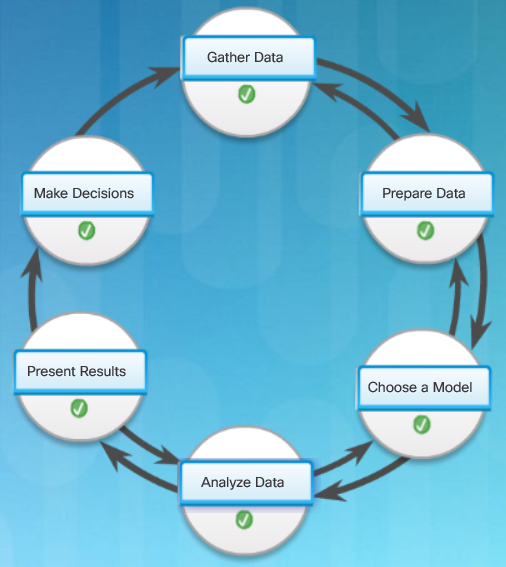 Gather Data
Prepare Data
Choose a Model
Analyze Data
Present Results
Make Decisions